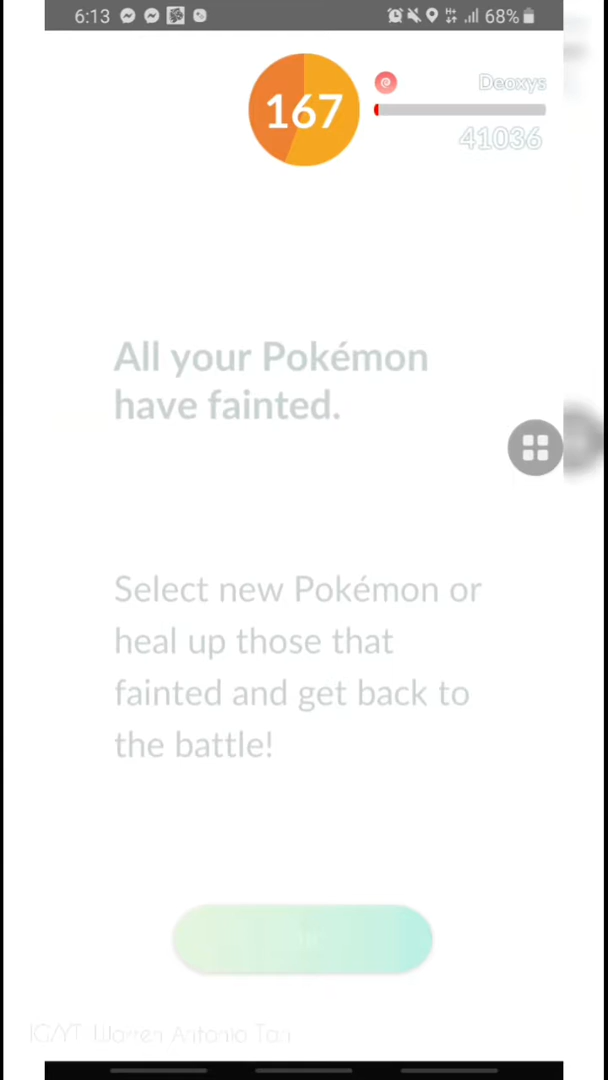 6:13
68%
167
Deoxys
41036
All your Pokémon
have fainted.
Select new Pokémon or
heal up those that
fainted and get back to
the battle!
IG/YT: Warren Antonio Tan